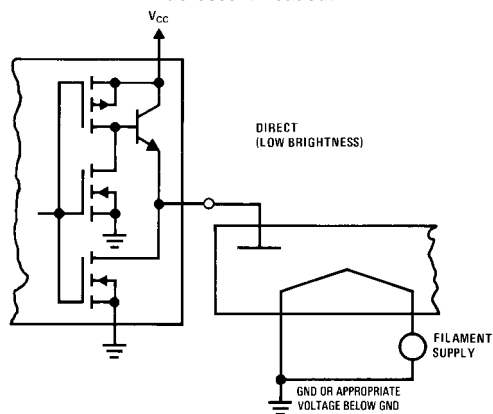 VCC
DIRECT
(LOW BRIGHTNESS)
FILAMENT
SUPPLY
GND OR APPROPRIATE
VOLTAGE BELOW GND